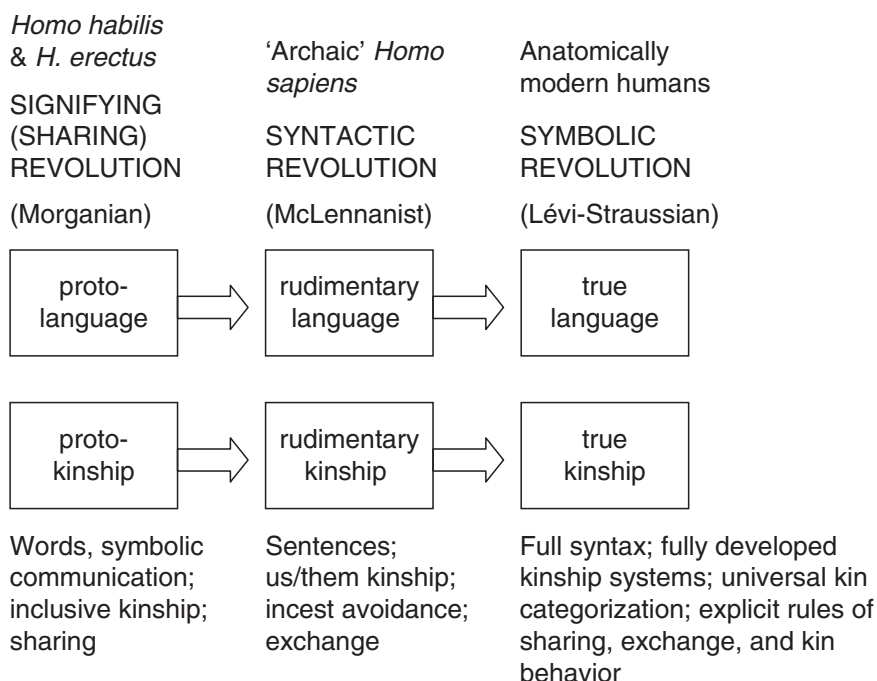 Homo habilis
& H. erectus
SIGNIFYING
(SHARING)
REVOLUTION
(Morganian)
'Archaic' Homo
sapiens
SYNTACTIC
REVOLUTION
(McLennanist)
Anatomically
modern humans
SYMBOLIC
REVOLUTION
(Lévi-Straussian)
proto-
language
rudimentary
language
true
language
proto-
kinship
rudimentary
kinship
true
kinship
Words, symbolic
communication;
inclusive kinship;
sharing
Sentences;
us/them kinship;
incest avoidance;
exchange
Full syntax; fully developed
kinship systems; universal kin
categorization; explicit rules of
sharing, exchange, and kin
behavior